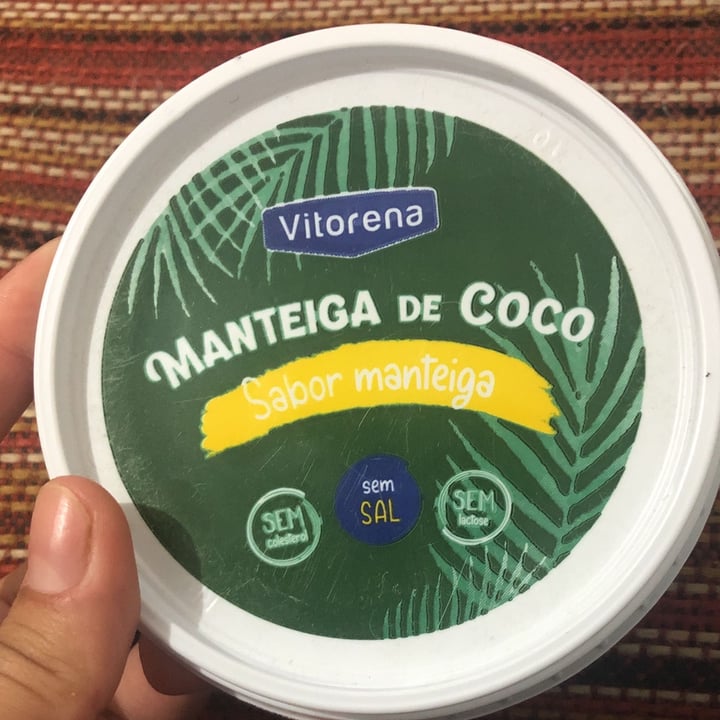 Vitorena
MANTEIGA DE COCO
Sabor manteiga
sem
SAL
SEM
colesterol
SEM
lactose